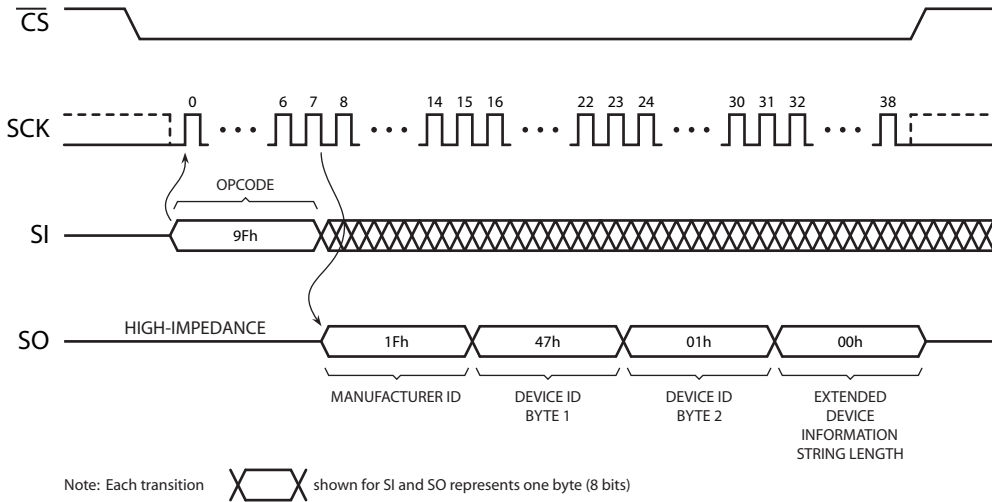 CS
SCK
0 6 7 8 14 15 16 22 23 24 30 31 32 38
OPCODE
SI
9Fh
SO
HIGH-IMPEDANCE
1Fh 47h 01h 00h
MANUFACTURER ID
DEVICE ID
BYTE 1
DEVICE ID
BYTE 2
EXTENDED
DEVICE
INFORMATION
STRING LENGTH
Note: Each transition shown for SI and SO represents one byte (8 bits)